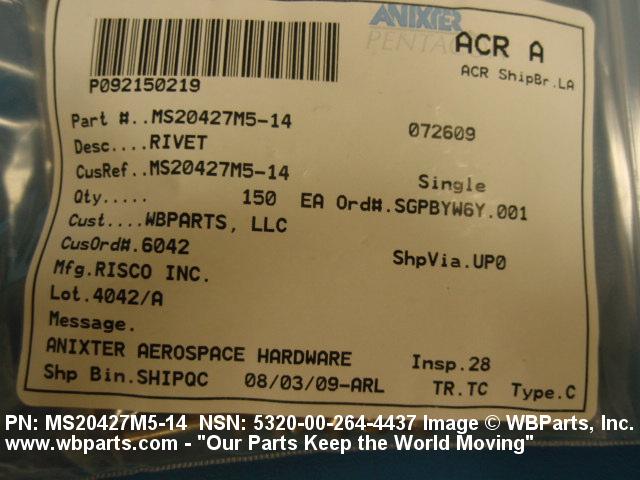 ANIXTER
PENTA
ACR A
ACR ShipBr.LA
P092150219
Part #..MS20427M5-14
072609
Desc....RIVET
CusRef..MS20427M5-14
Single
Qty..... 150 EA Ord#.SGPBYW6Y.001
Cust....WBPARTS, LLC
CusOrd#.6042
ShpVia.UP0
Mfg.RISCO INC.
Lot.4042/A
Message.
ANIXTER AEROSPACE HARDWARE Insp.28
Shp Bin.SHIPQC 08/03/09-ARL TR.TC Type.C
PN: MS20427M5-14 NSN: 5320-00-264-4437 Image © WBParts, Inc.
www.wbparts.com - "Our Parts Keep the World Moving"